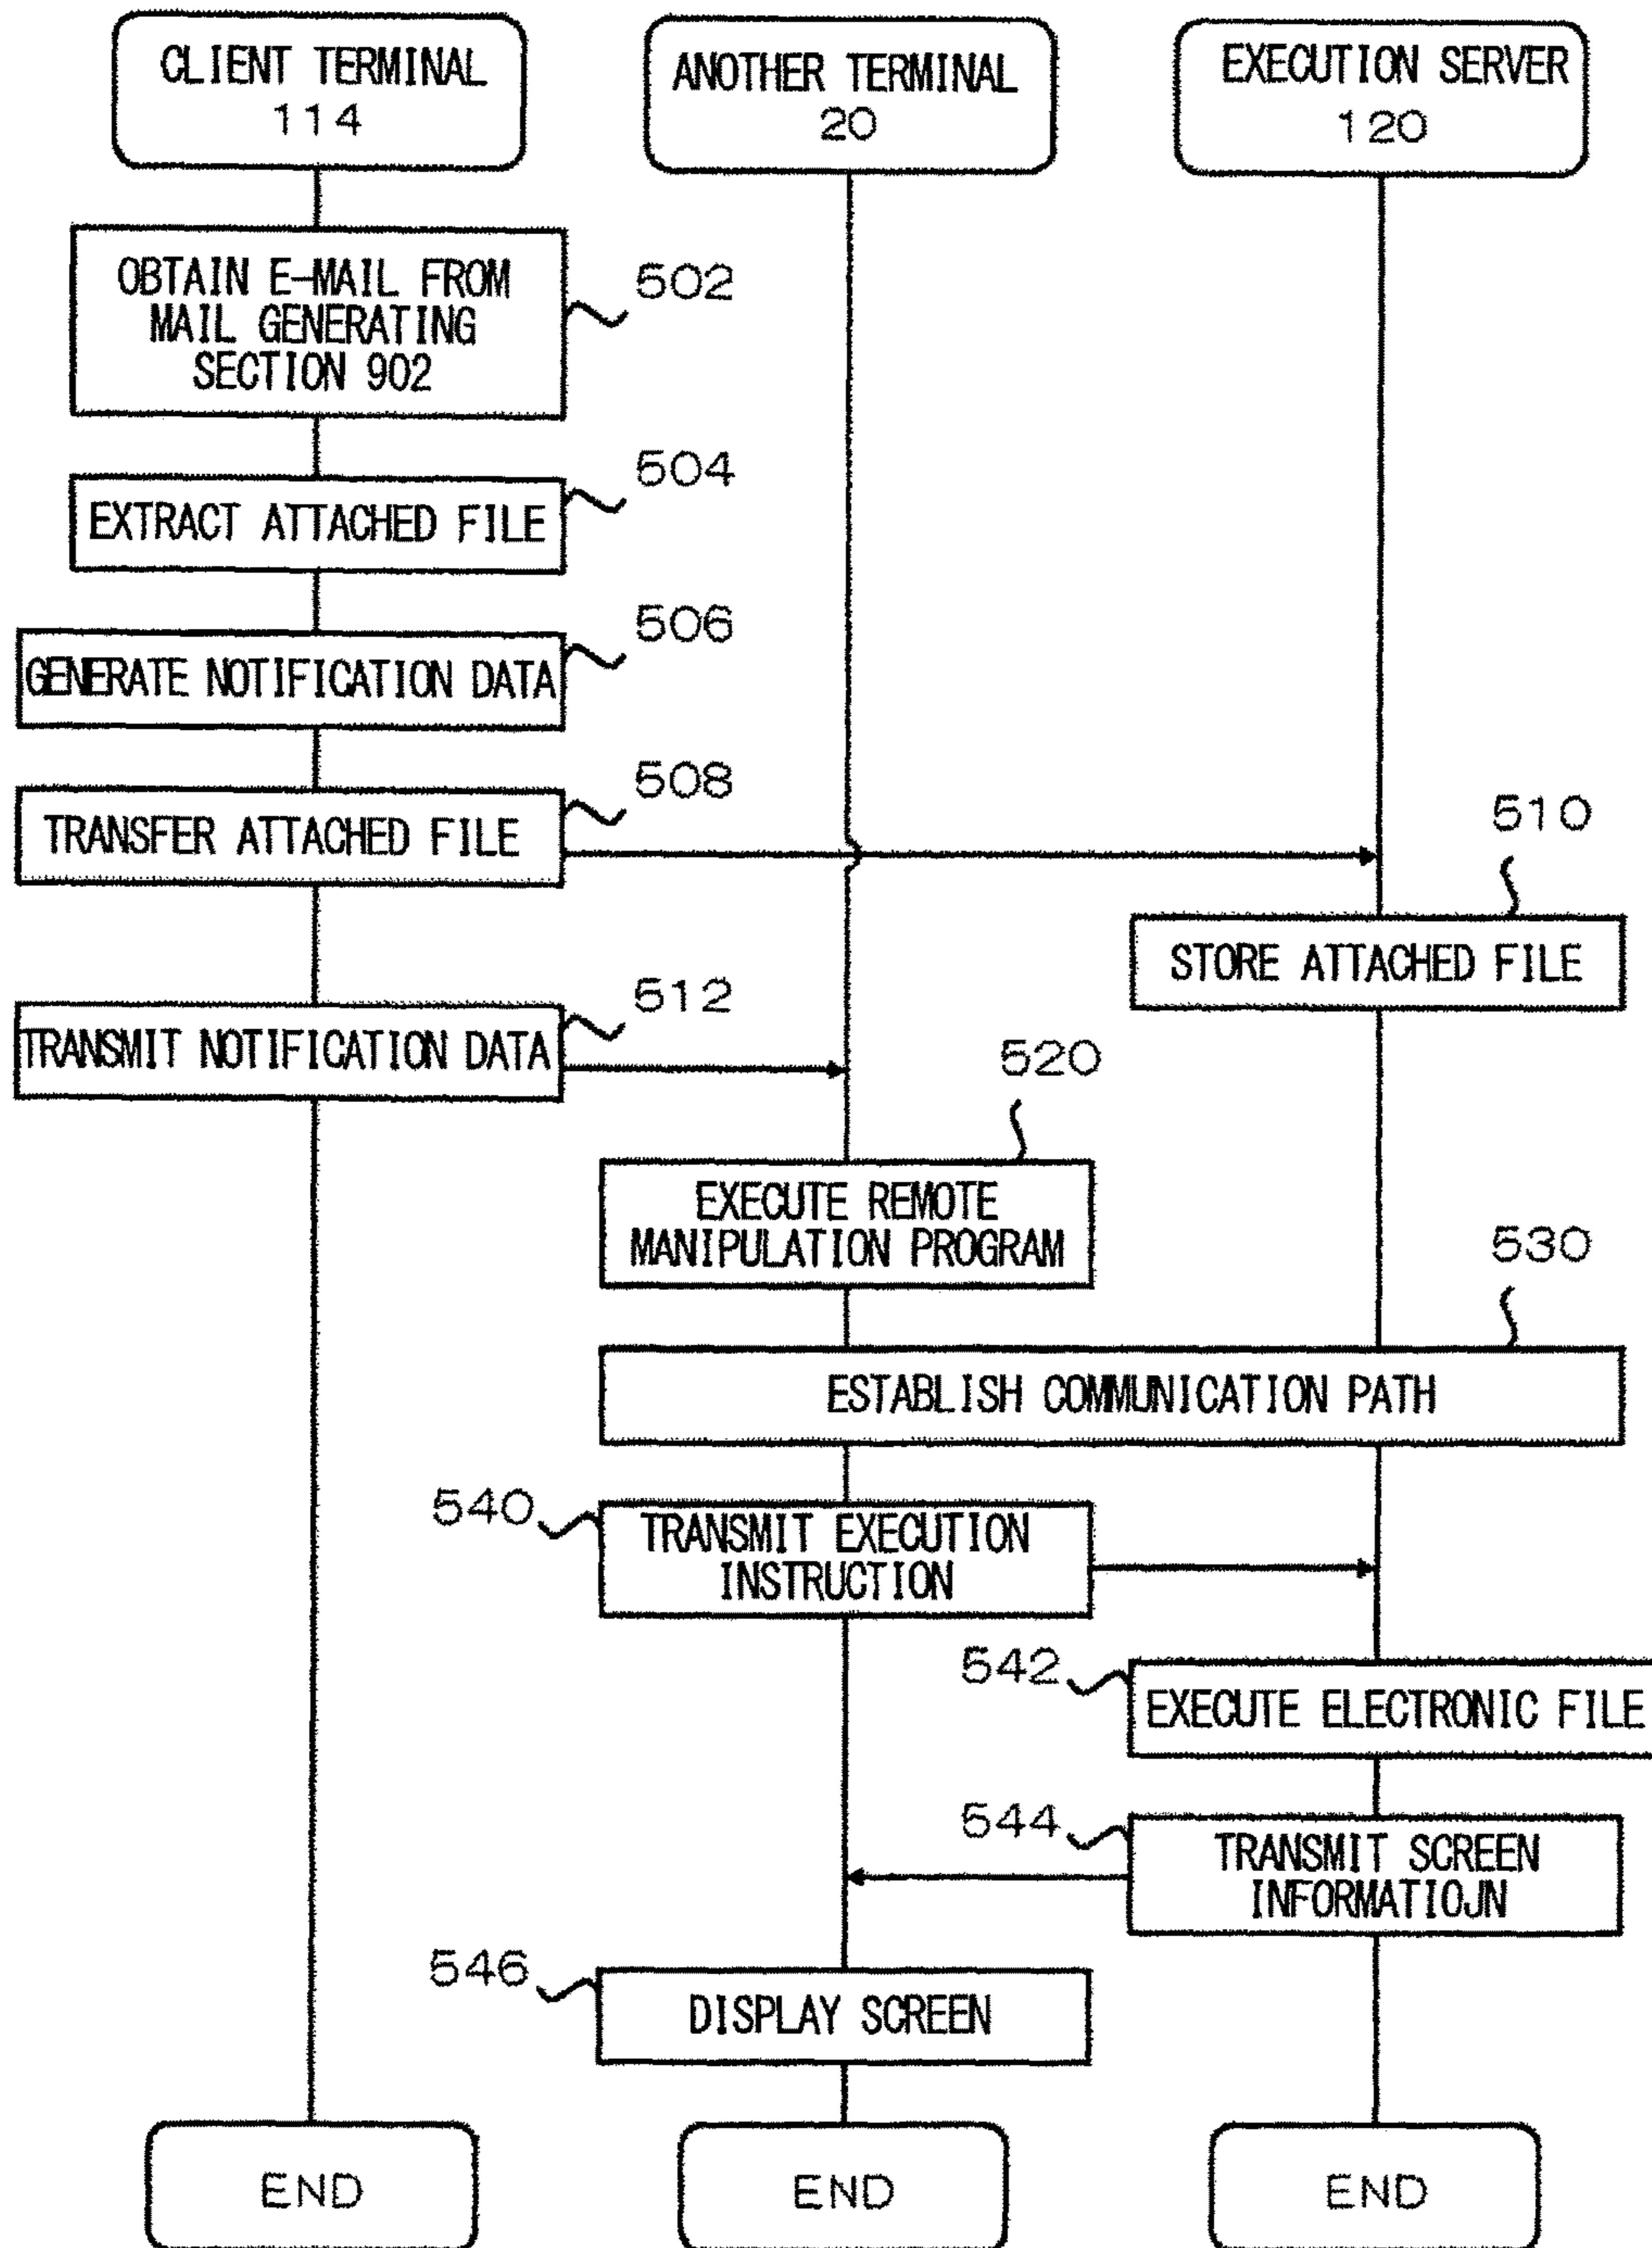 CLIENT TERMINAL
114
ANOTHER TERMINAL
20
EXECUTION SERVER
120
OBTAIN E-MAIL FROM
MAIL GENERATING
SECTION 902
502
EXTRACT ATTACHED FILE
504
GENERATE NOTIFICATION DATA
506
TRANSFER ATTACHED FILE
508
510
STORE ATTACHED FILE
TRANSMIT NOTIFICATION DATA
512
520
EXECUTE REMOTE
MANIPULATION PROGRAM
530
ESTABLISH COMMUNICATION PATH
540
TRANSMIT EXECUTION
INSTRUCTION
542
EXECUTE ELECTRONIC FILE
544
TRANSMIT SCREEN
INFORMATIOJN
546
DISPLAY SCREEN
END
END
END